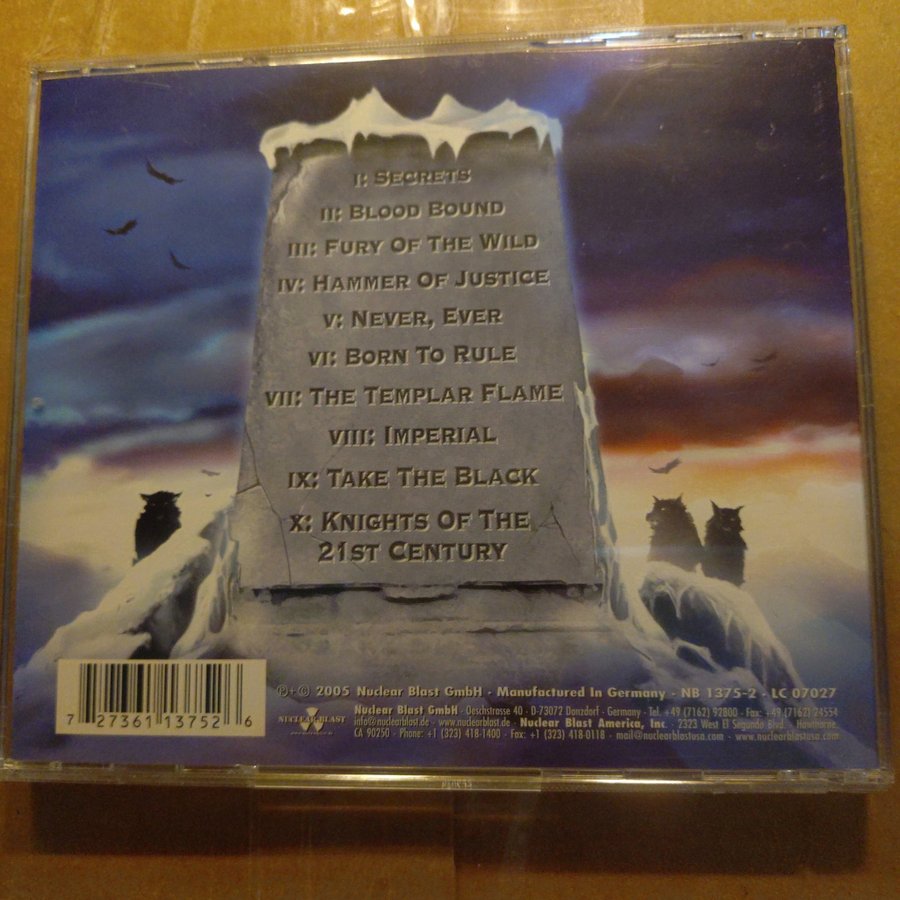 I: Secrets
II: Blood Bound
III: Fury Of The Wild
IV: Hammer Of Justice
V: Never, Ever
VI: Born To Rule
VII: The Templar Flame
VIII: Imperial
IX: Take The Black
X: Knights Of The
21st Century
℗+© 2005 Nuclear Blast GmbH · Manufactured In Germany · NB 1375-2 · LC 07027
Nuclear Blast GmbH · Oeschstrasse 40 · D-73072 Donzdorf · Germany · Tel. +49 (7162) 92800 · Fax: +49 (7162) 24554
info@nuclearblast.de · www.nuclearblast.de · Nuclear Blast America, Inc. · 2323 West El Segundo Blvd. · Hawthorne,
CA 90250 · Phone: +1 (323) 418-1400 · Fax: +1 (323) 418-0118 · mail@nuclearblastusa.com · www.nuclearblastusa.com
NUCLEAR BLAST
7 27361 13752 6